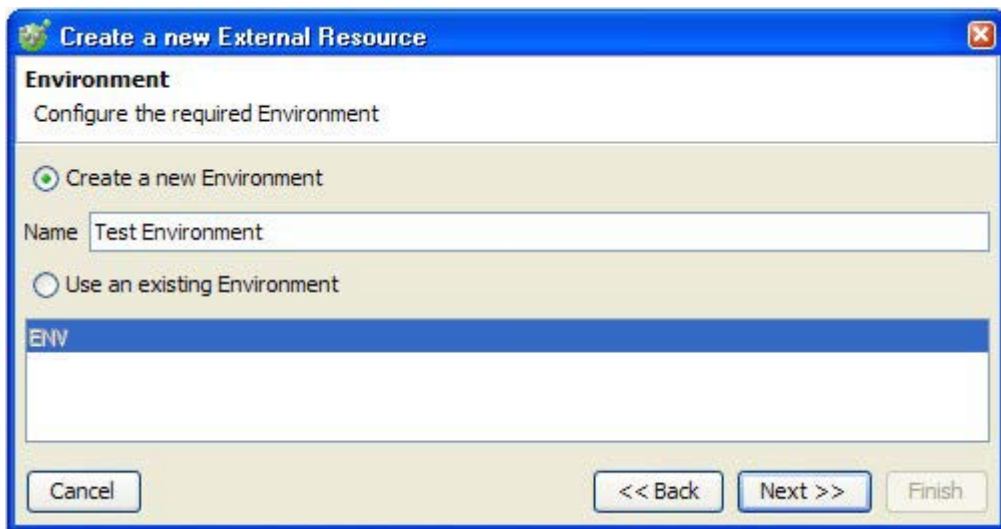 Create a new External Resource
Environment
Configure the required Environment
Create a new Environment
Name Test Environment
Use an existing Environment
ENV
Cancel << Back Next >> Finish